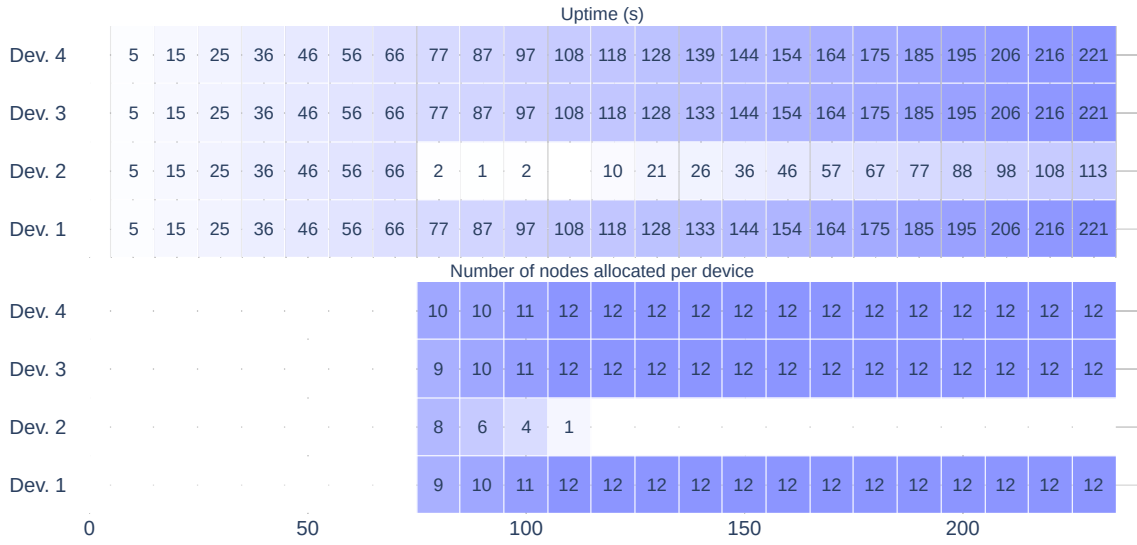 Uptime (s)
Dev. 4 5 15 25 36 46 56 66 77 87 97 108 118 128 139 144 154 164 175 185 195 206 216 221
Dev. 3 5 15 25 36 46 56 66 77 87 97 108 118 128 133 144 154 164 175 185 195 206 216 221
Dev. 2 5 15 25 36 46 56 66 2 1 2 10 21 26 36 46 57 67 77 88 98 108 113
Dev. 1 5 15 25 36 46 56 66 77 87 97 108 118 128 133 144 154 164 175 185 195 206 216 221
Number of nodes allocated per device
Dev. 4 10 10 11 12 12 12 12 12 12 12 12 12 12 12 12 12
Dev. 3 9 10 11 12 12 12 12 12 12 12 12 12 12 12 12 12
Dev. 2 8 6 4 1
Dev. 1 9 10 11 12 12 12 12 12 12 12 12 12 12 12 12 12
0 50 100 150 200